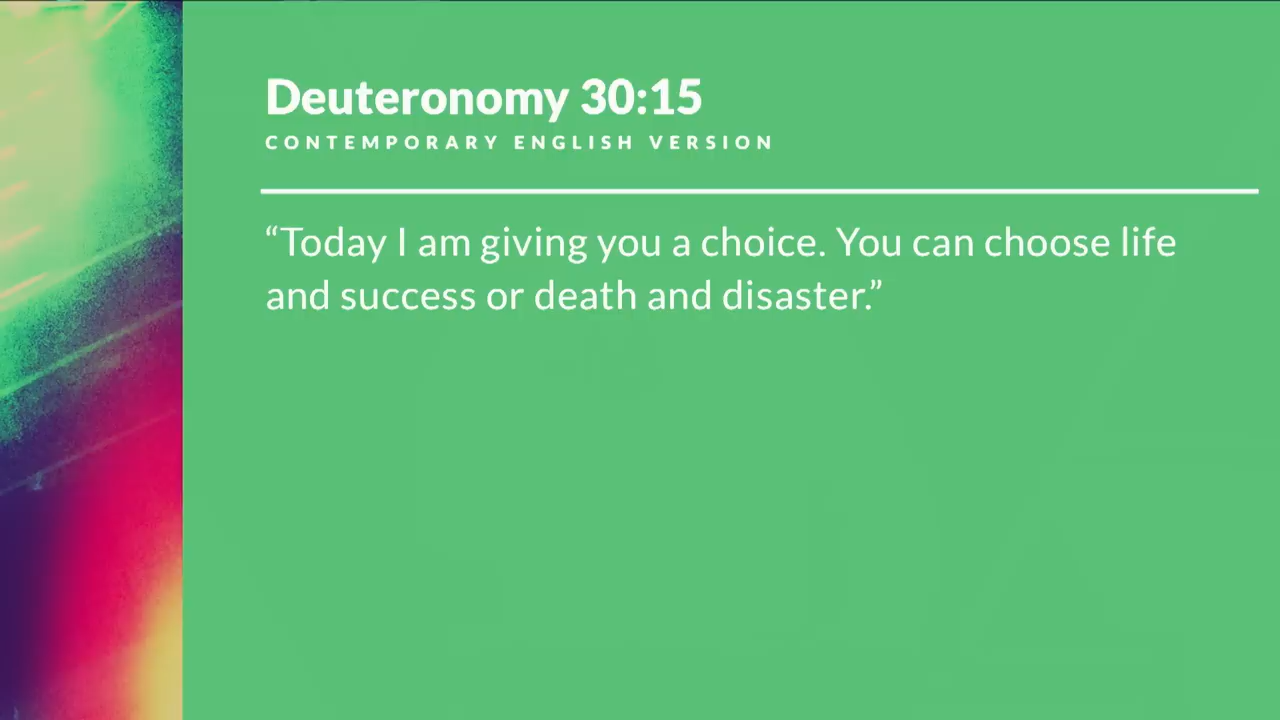 Deuteronomy 30:15
CONTEMPORARY ENGLISH VERSION
“Today I am giving you a choice. You can choose life
and success or death and disaster.”